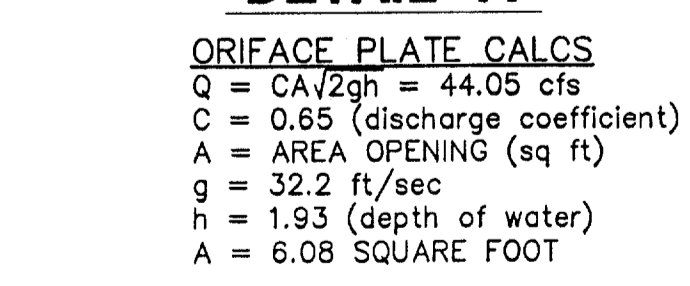 ORIFACE PLATE CALCS
Q = CA√2gh = 44.05 cfs
C = 0.65 (discharge coefficient)
A = AREA OPENING (sq ft)
g = 32.2 ft/sec
h = 1.93 (depth of water)
A = 6.08 SQUARE FOOT